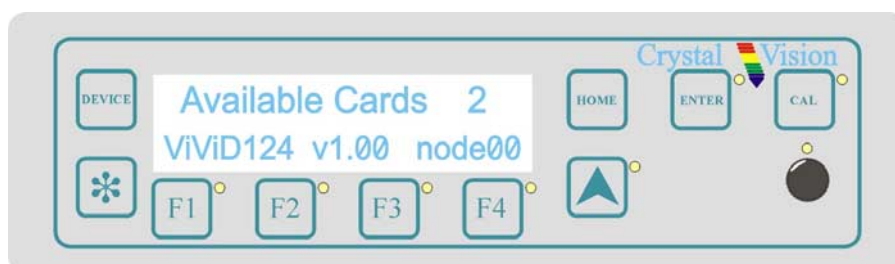 Crystal Vision
DEVICE
Available Cards 2
HOME
ENTER
CAL
ViViD124 v1.00 node00
F1
F2
F3
F4